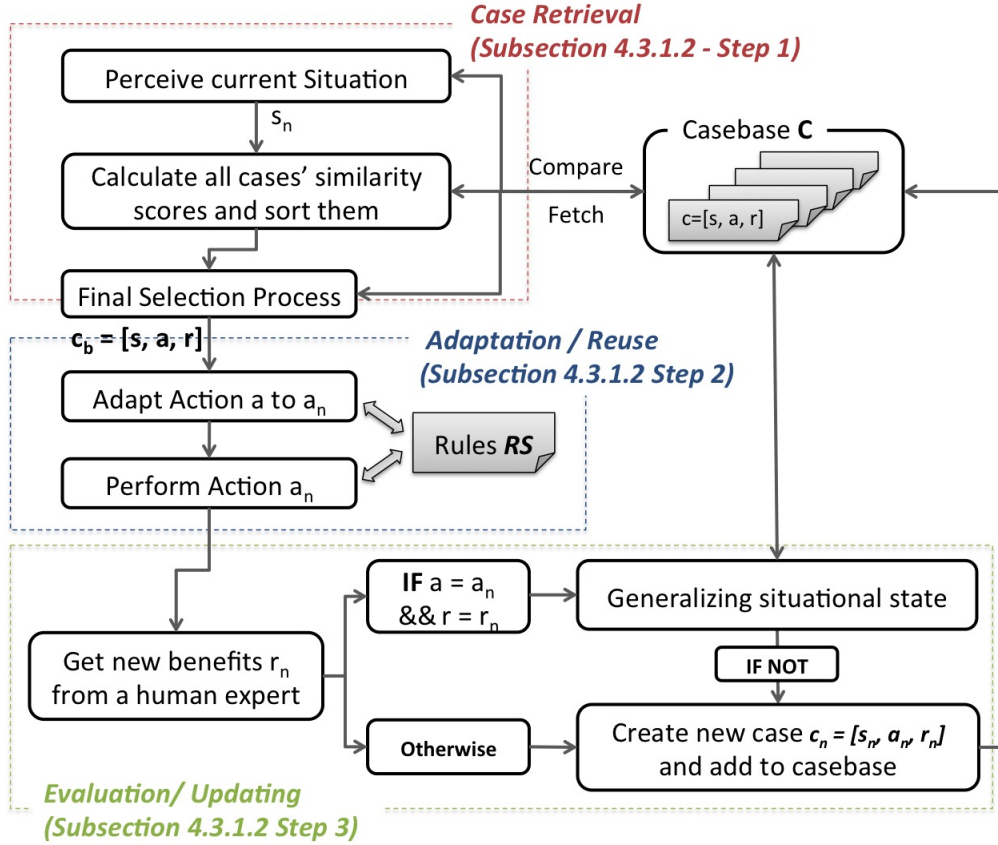 Case Retrieval
(Subsection 4.3.1.2 - Step 1)
Perceive current Situation
sn
Calculate all cases' similarity
scores and sort them
Compare
Fetch
Casebase C
c=[s, a, r]
Final Selection Process
cb = [s, a, r]
Adaptation / Reuse
(Subsection 4.3.1.2 Step 2)
Adapt Action a to an
Rules RS
Perform Action an
IF a = an
&& r = rn
Generalizing situational state
Get new benefits rn
from a human expert
IF NOT
Otherwise
Create new case cn = [sn, an, rn]
and add to casebase
Evaluation/ Updating
(Subsection 4.3.1.2 Step 3)